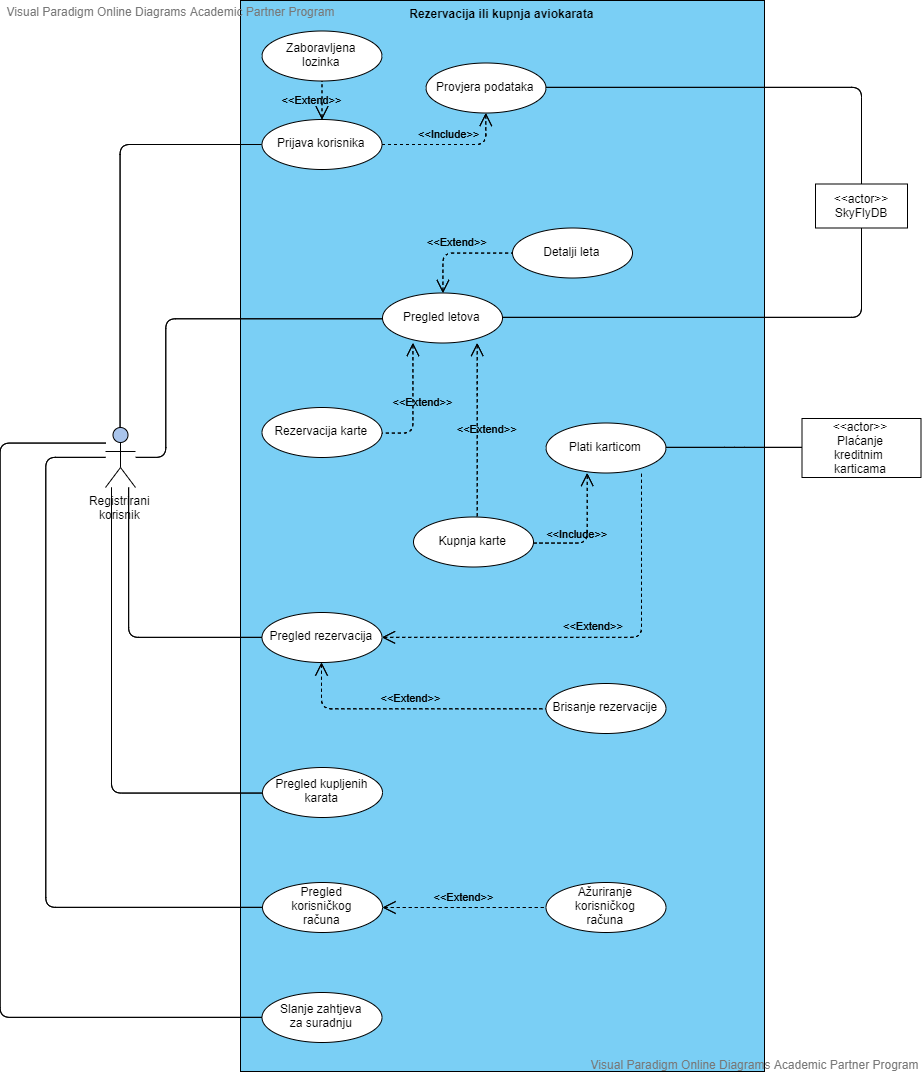 Visual Paradigm Online Diagrams Academic Partner Program
Rezervacija ili kupnja aviokarata
Zaboravljena
lozinka
<<Extend>>
Provjera podataka
<<Include>>
Prijava korisnika
<<actor>>
SkyFlyDB
<<Extend>>
Detalji leta
Pregled letova
<<Extend>>
Rezervacija karte
<<Extend>>
Plati karticom
<<actor>>
Plaćanje
kreditnim
karticama
Registrirani
korisnik
Kupnja karte
<<Include>>
<<Extend>>
Pregled rezervacija
<<Extend>>
Brisanje rezervacije
Pregled kupljenih
karata
Pregled
korisničkog
računa
<<Extend>>
Ažuriranje
korisničkog
računa
Slanje zahtjeva
za suradnju
Visual Paradigm Online Diagrams Academic Partner Program